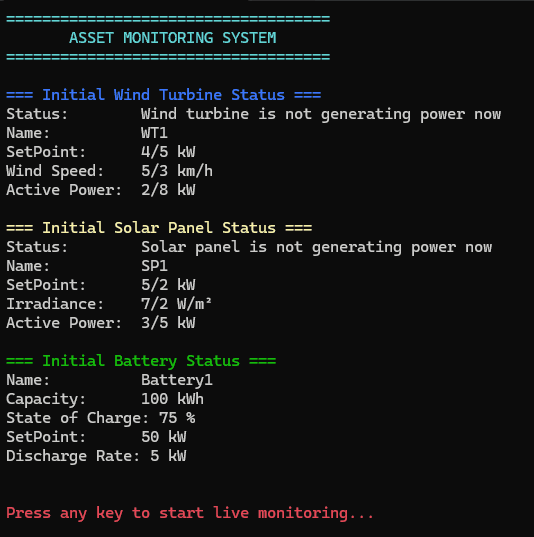 ====================================
ASSET MONITORING SYSTEM
====================================
=== Initial Wind Turbine Status ===
Status: Wind turbine is not generating power now
Name: WT1
SetPoint: 4/5 kW
Wind Speed: 5/3 km/h
Active Power: 2/8 kW
=== Initial Solar Panel Status ===
Status: Solar panel is not generating power now
Name: SP1
SetPoint: 5/2 kW
Irradiance: 7/2 W/m²
Active Power: 3/5 kW
=== Initial Battery Status ===
Name: Battery1
Capacity: 100 kWh
State of Charge: 75 %
SetPoint: 50 kW
Discharge Rate: 5 kW
Press any key to start live monitoring...